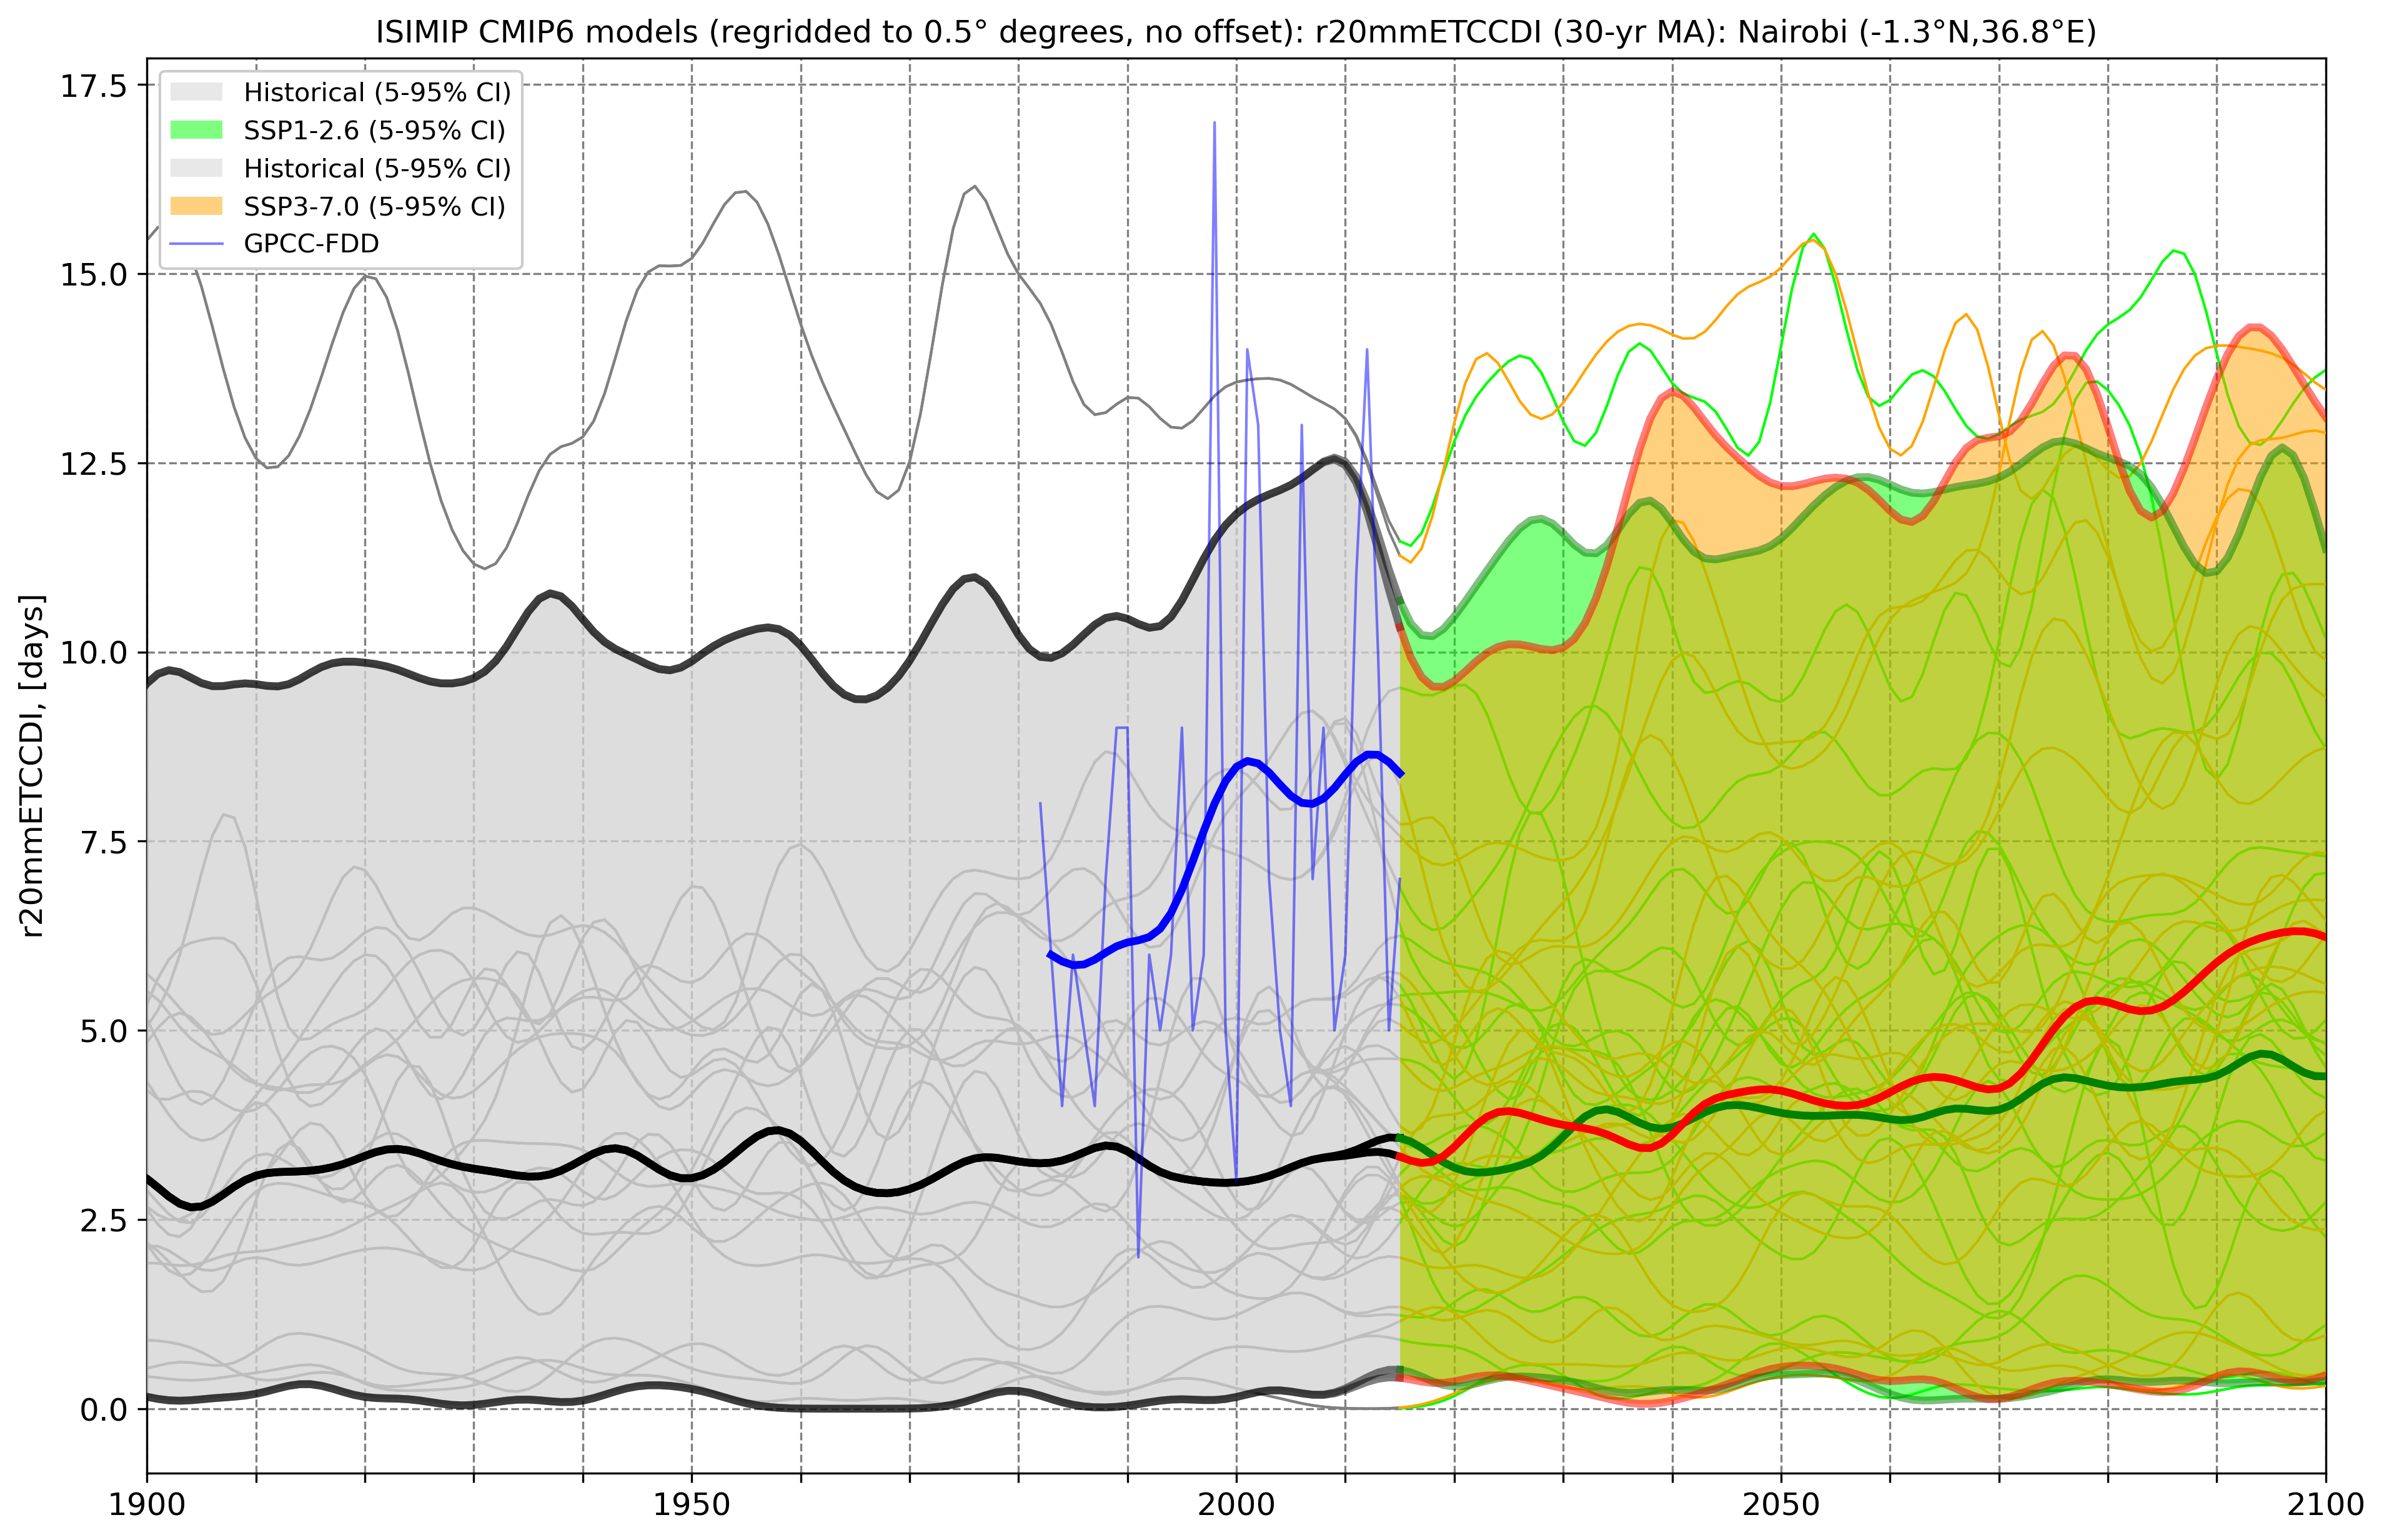 ISIMIP CMIP6 models (regridded to 0.5° degrees, no offset): r20mmETCCDI (30-yr MA): Nairobi (-1.3°N,36.8°E)
Historical (5-95% CI)
SSP1-2.6 (5-95% CI)
Historical (5-95% CI)
SSP3-7.0 (5-95% CI)
GPCC-FDD
r20mmETCCDI, [days]
17.5
15.0
12.5
10.0
7.5
5.0
2.5
0.0
1900 1950 2000 2050 2100